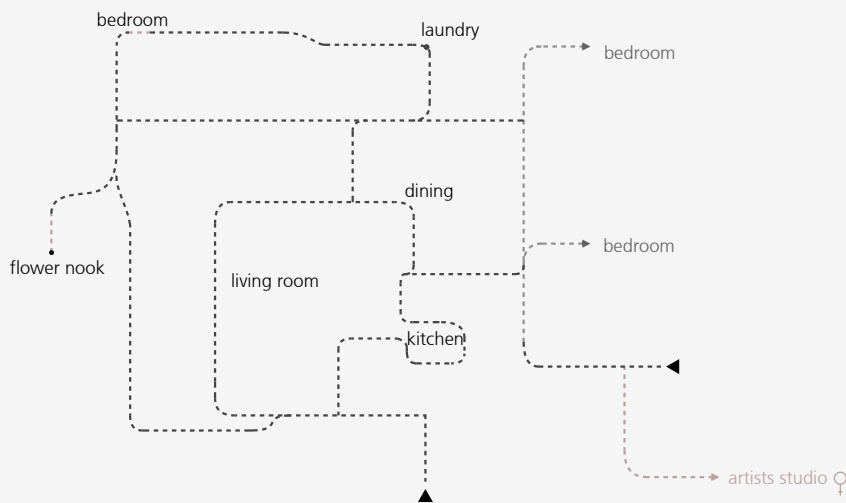 bedroom
laundry
bedroom
dining
bedroom
flower nook
living room
kitchen
artists studio